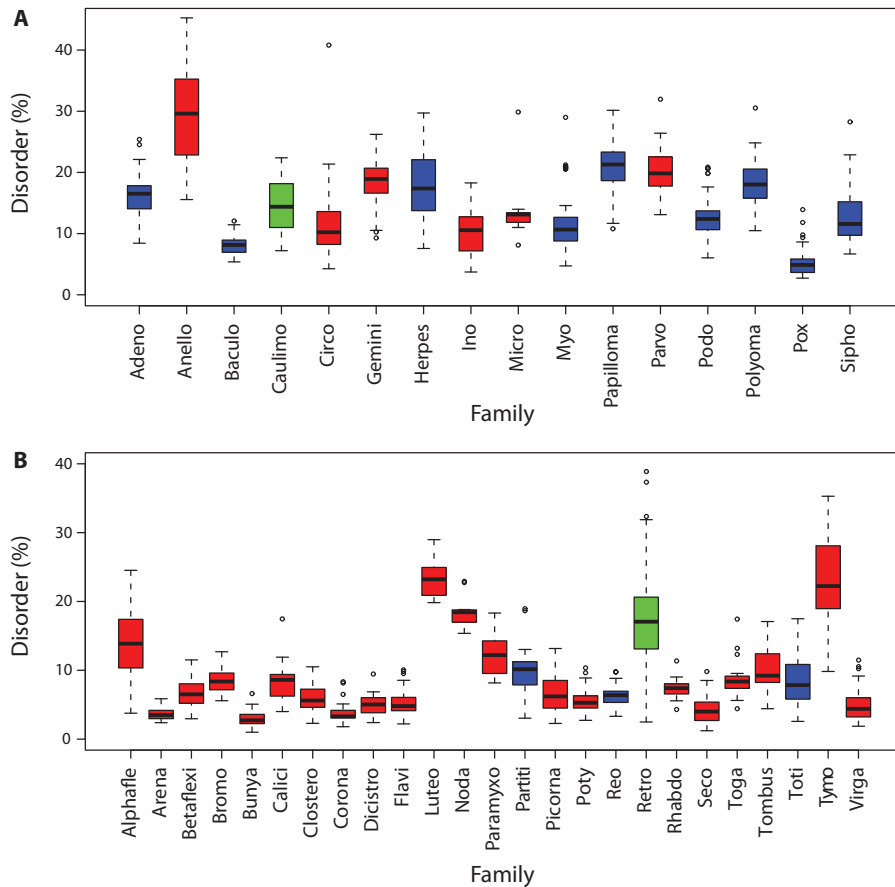 A
Disorder (%)
40
30
20
10
0
Adeno
Anello
Baculo
Caulimo
Circo
Gemini
Herpes
Ino
Micro
Myo
Papilloma
Parvo
Podo
Polyoma
Pox
Sipho
Family
B
Disorder (%)
40
30
20
10
0
Alphafle
Arena
Betaflexi
Bromo
Bunya
Calici
Clostero
Corona
Dicistro
Flavi
Luteo
Noda
Paramyxo
Partiti
Picorna
Poty
Reo
Retro
Rhabdo
Seco
Toga
Tombus
Toti
Tymo
Virga
Family